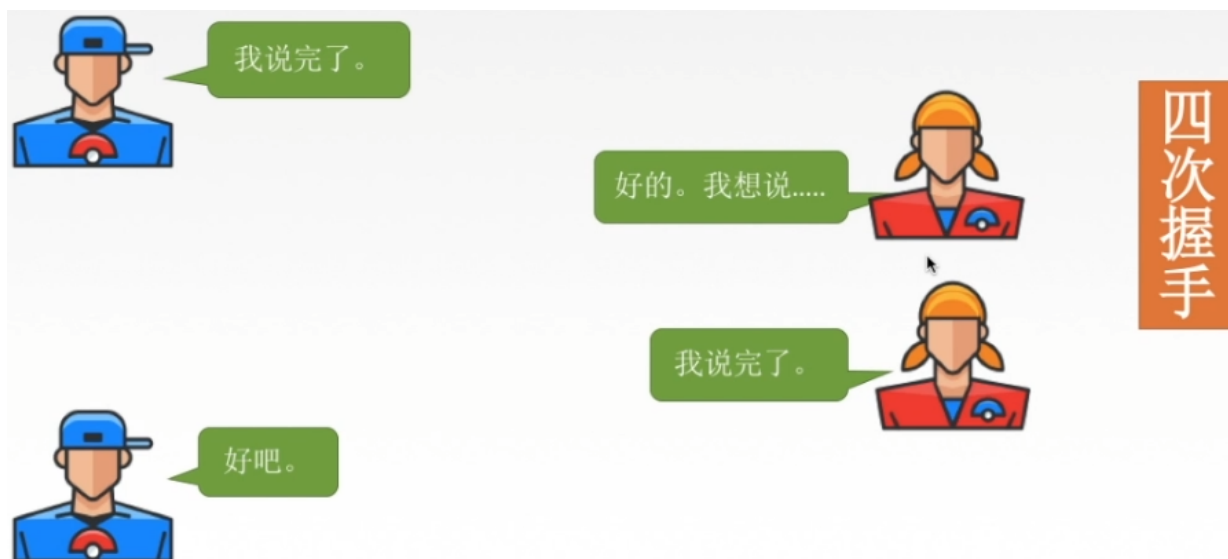 我说完了。
好的。我想说.....
我说完了。
好吧。
四次握手